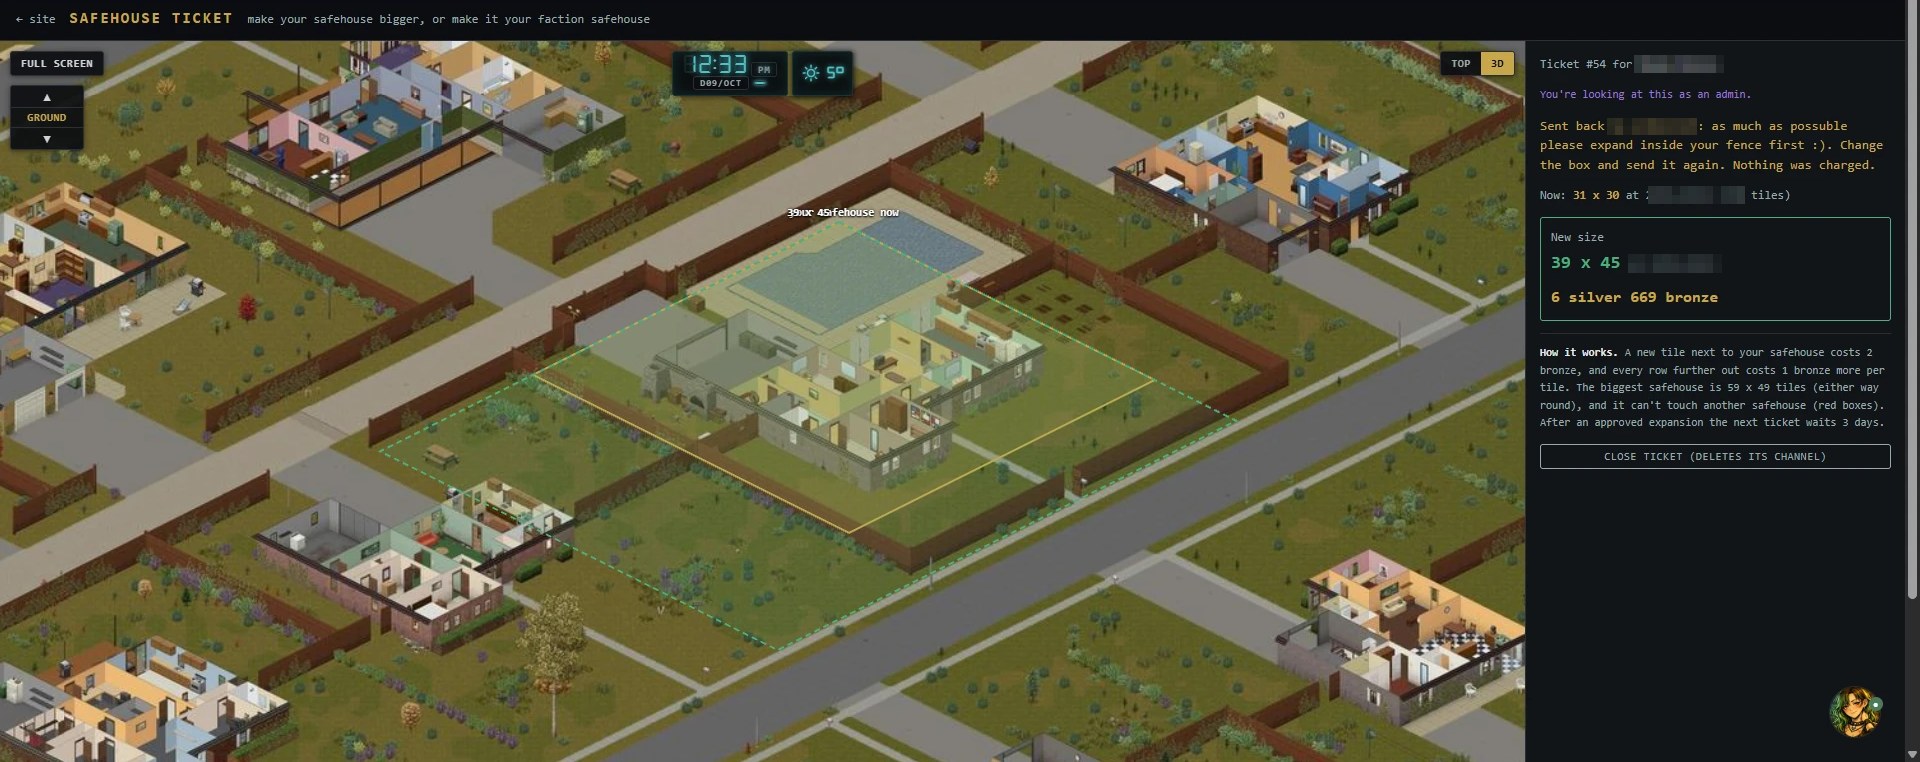 ← site SAFEHOUSE TICKET make your safehouse bigger, or make it your faction safehouse
FULL SCREEN
▲
GROUND
▼
12:33 PM
D09/OCT
5°
TOP 3D
safehouse now
Ticket #54 for
You're looking at this as an admin.
Sent back : as much as possuble
please expand inside your fence first :). Change
the box and send it again. Nothing was charged.
Now: 31 x 30 at tiles)
New size
39 x 45
6 silver 669 bronze
How it works. A new tile next to your safehouse costs 2
bronze, and every row further out costs 1 bronze more per
tile. The biggest safehouse is 59 x 49 tiles (either way
round), and it can't touch another safehouse (red boxes).
After an approved expansion the next ticket waits 3 days.
CLOSE TICKET (DELETES ITS CHANNEL)